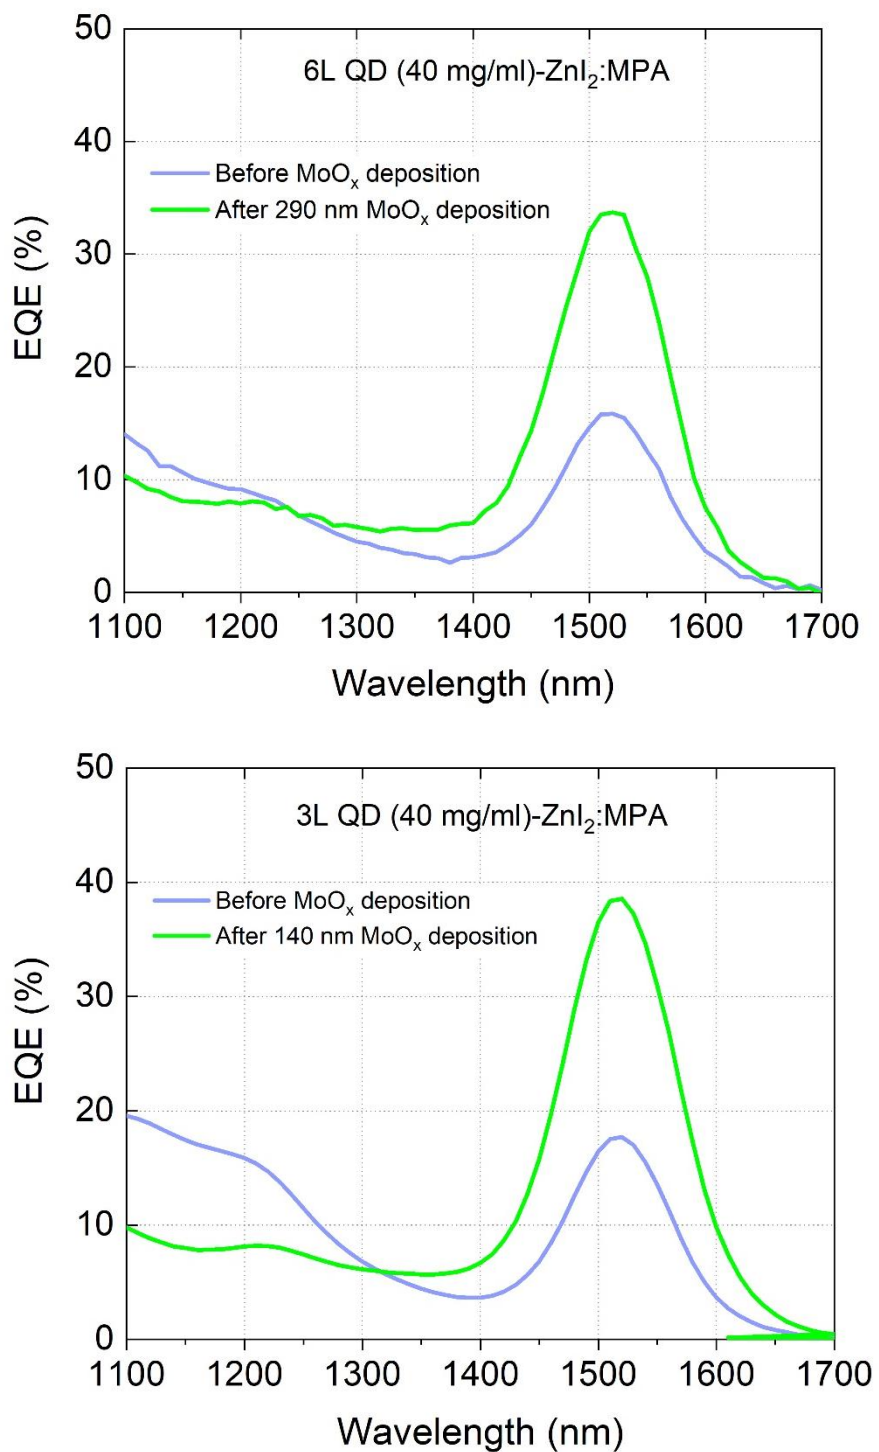 50
6L QD (40 mg/ml)-ZnI₂:MPA
40
Before MoOₓ deposition
After 290 nm MoOₓ deposition
30
EQE (%)
20
10
0
1100 1200 1300 1400 1500 1600 1700
Wavelength (nm)
50
3L QD (40 mg/ml)-ZnI₂:MPA
40
Before MoOₓ deposition
After 140 nm MoOₓ deposition
30
EQE (%)
20
10
0
1100 1200 1300 1400 1500 1600 1700
Wavelength (nm)